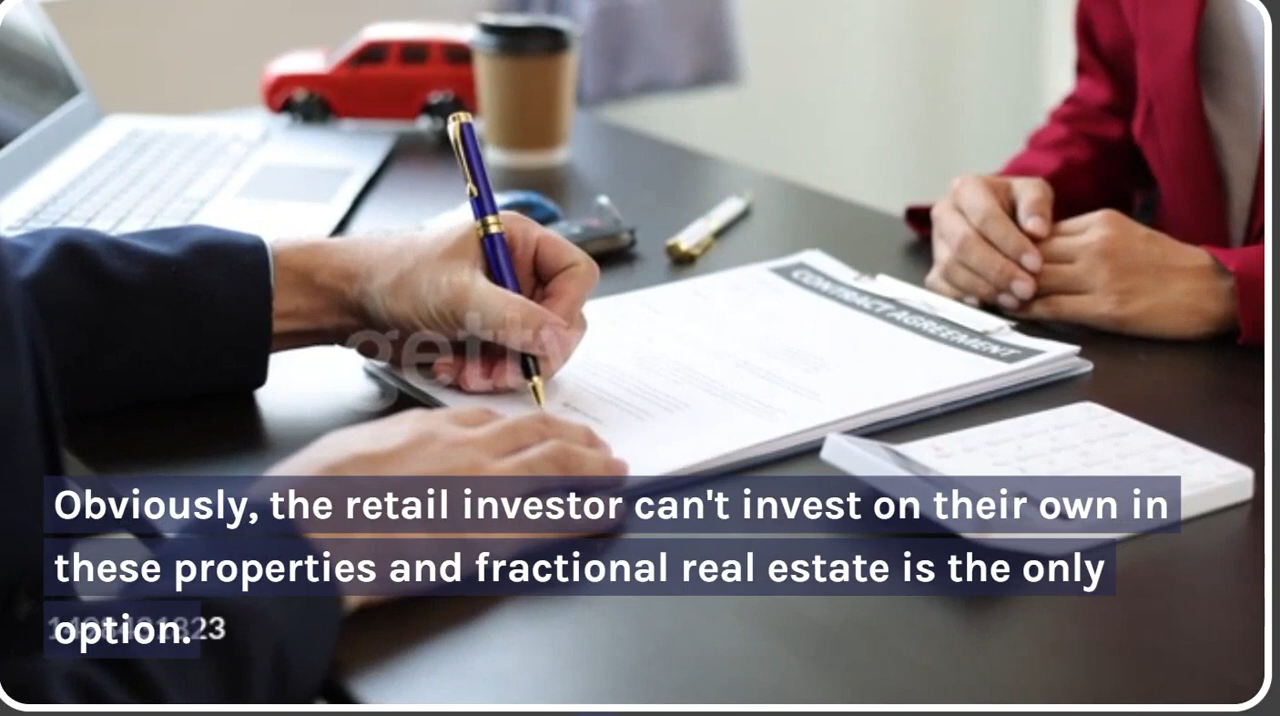 CONTRACT AGREEMENT
getty
Obviously, the retail investor can't invest on their own in
these properties and fractional real estate is the only
option.